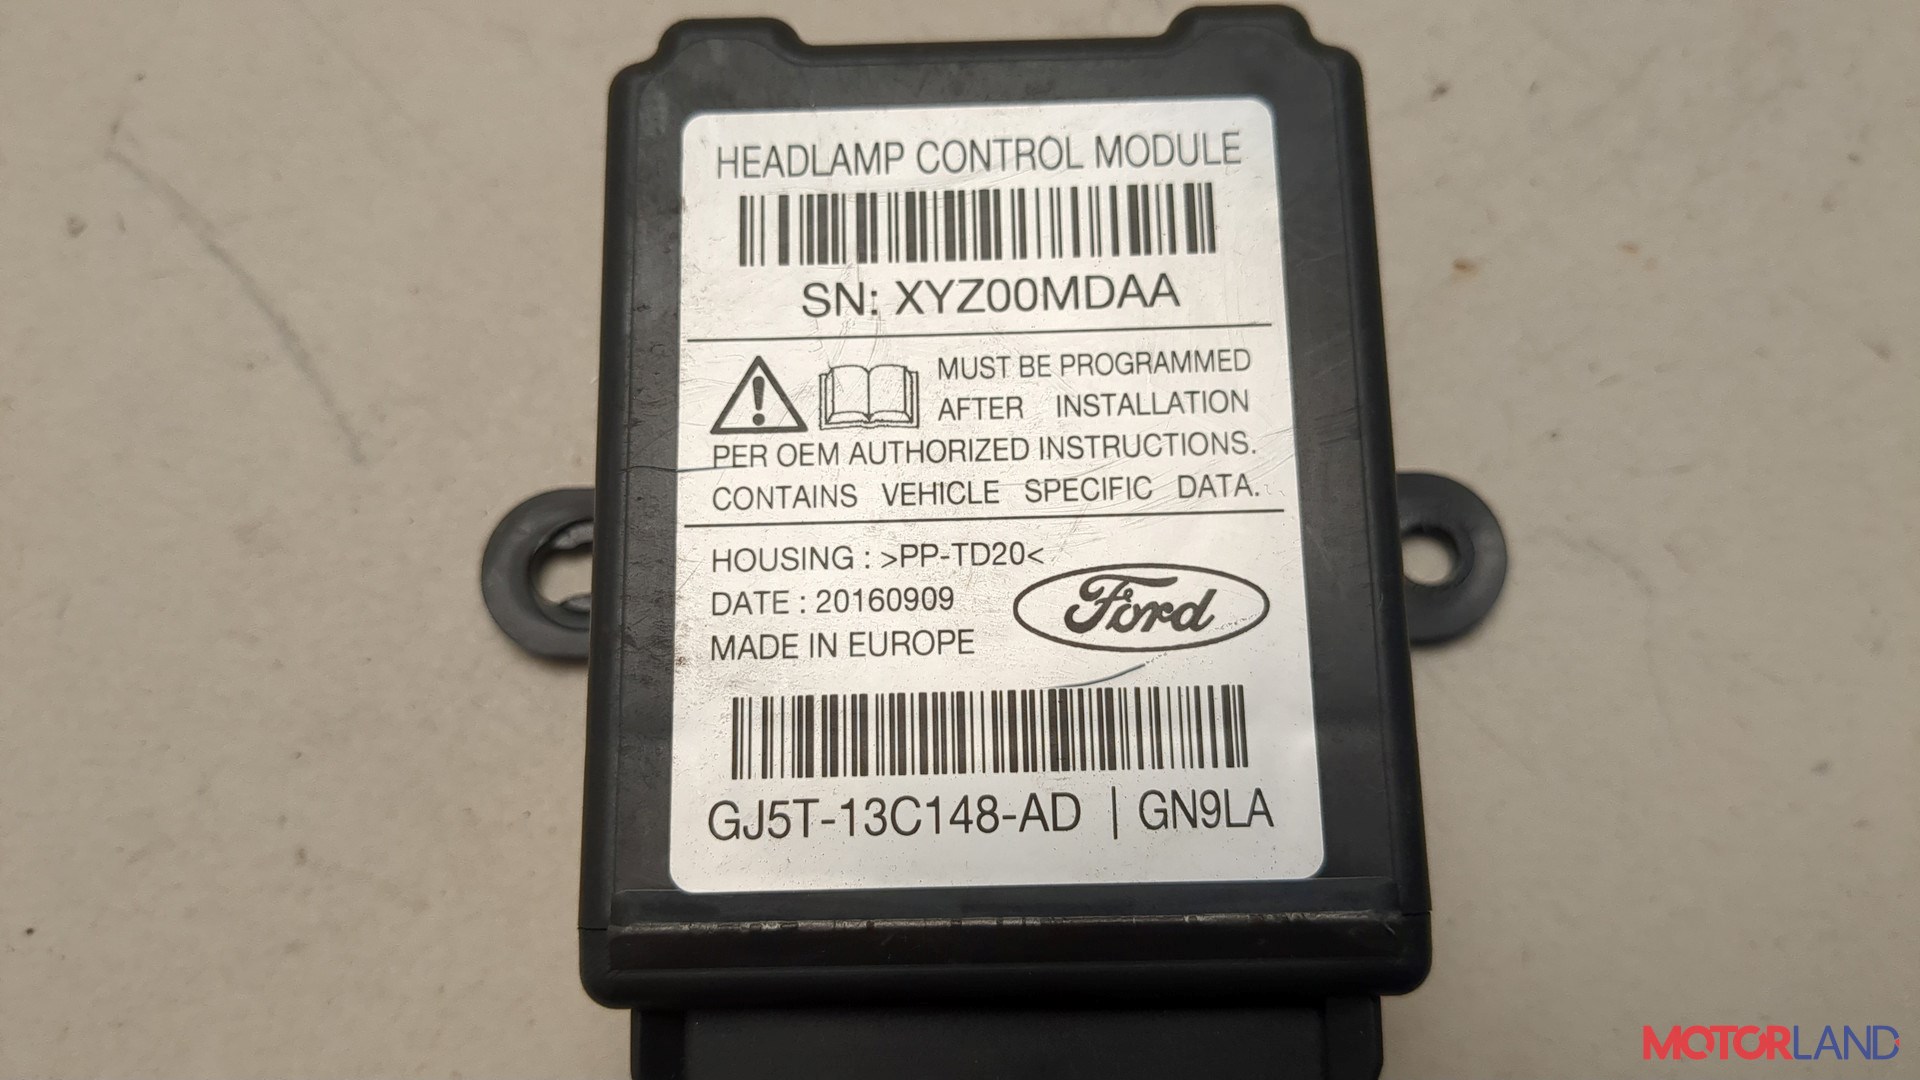 HEADLAMP CONTROL MODULE
SN: XYZ00MDAA
MUST BE PROGRAMMED
AFTER INSTALLATION
PER OEM AUTHORIZED INSTRUCTIONS.
CONTAINS VEHICLE SPECIFIC DATA.
HOUSING : >PP-TD20<
DATE : 20160909
MADE IN EUROPE
Ford
GJ5T-13C148-AD | GN9LA
MOTORLAND